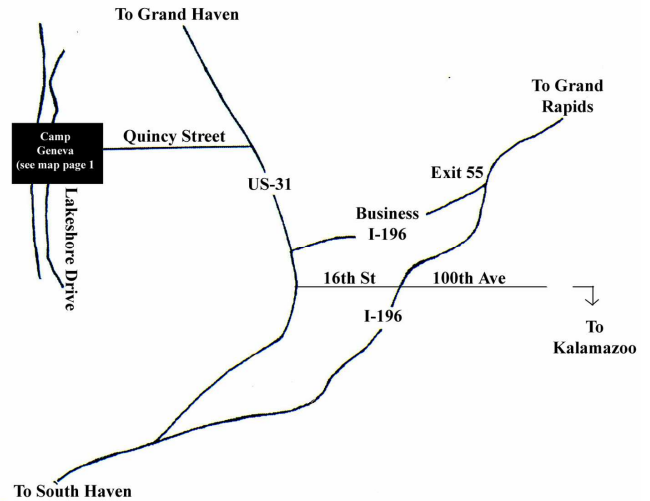 To Grand Haven
To Grand
Rapids
Camp
Geneva
(see map page 1
Quincy Street
Exit 55
US-31
Lakeshore Drive
Business
I-196
16th St
100th Ave
I-196
To
Kalamazoo
To South Haven